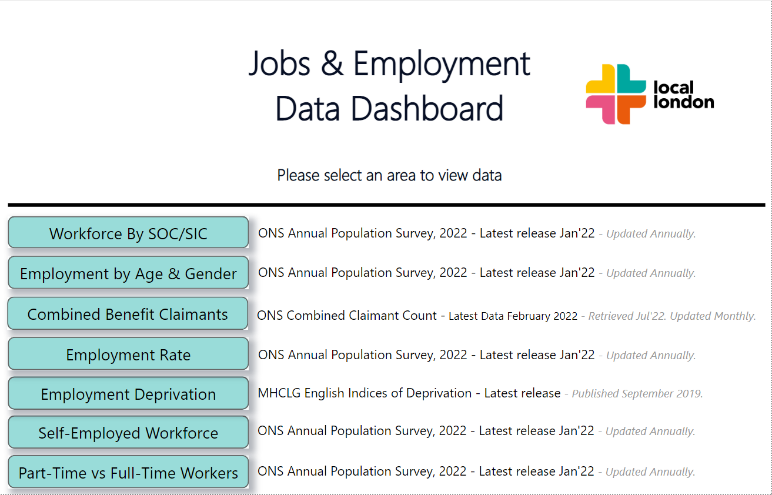 Jobs & Employment
Data Dashboard
local
london
Please select an area to view data
Workforce By SOC/SIC ONS Annual Population Survey, 2022 - Latest release Jan'22 - Updated Annually.
Employment by Age & Gender ONS Annual Population Survey, 2022 - Latest release Jan'22 - Updated Annually.
Combined Benefit Claimants ONS Combined Claimant Count - Latest Data February 2022 - Retrieved Jul'22. Updated Monthly.
Employment Rate ONS Annual Population Survey, 2022 - Latest release Jan'22 - Updated Annually.
Employment Deprivation MHCLG English Indices of Deprivation - Latest release - Published September 2019.
Self-Employed Workforce ONS Annual Population Survey, 2022 - Latest release Jan'22 - Updated Annually.
Part-Time vs Full-Time Workers ONS Annual Population Survey, 2022 - Latest release Jan'22 - Updated Annually.